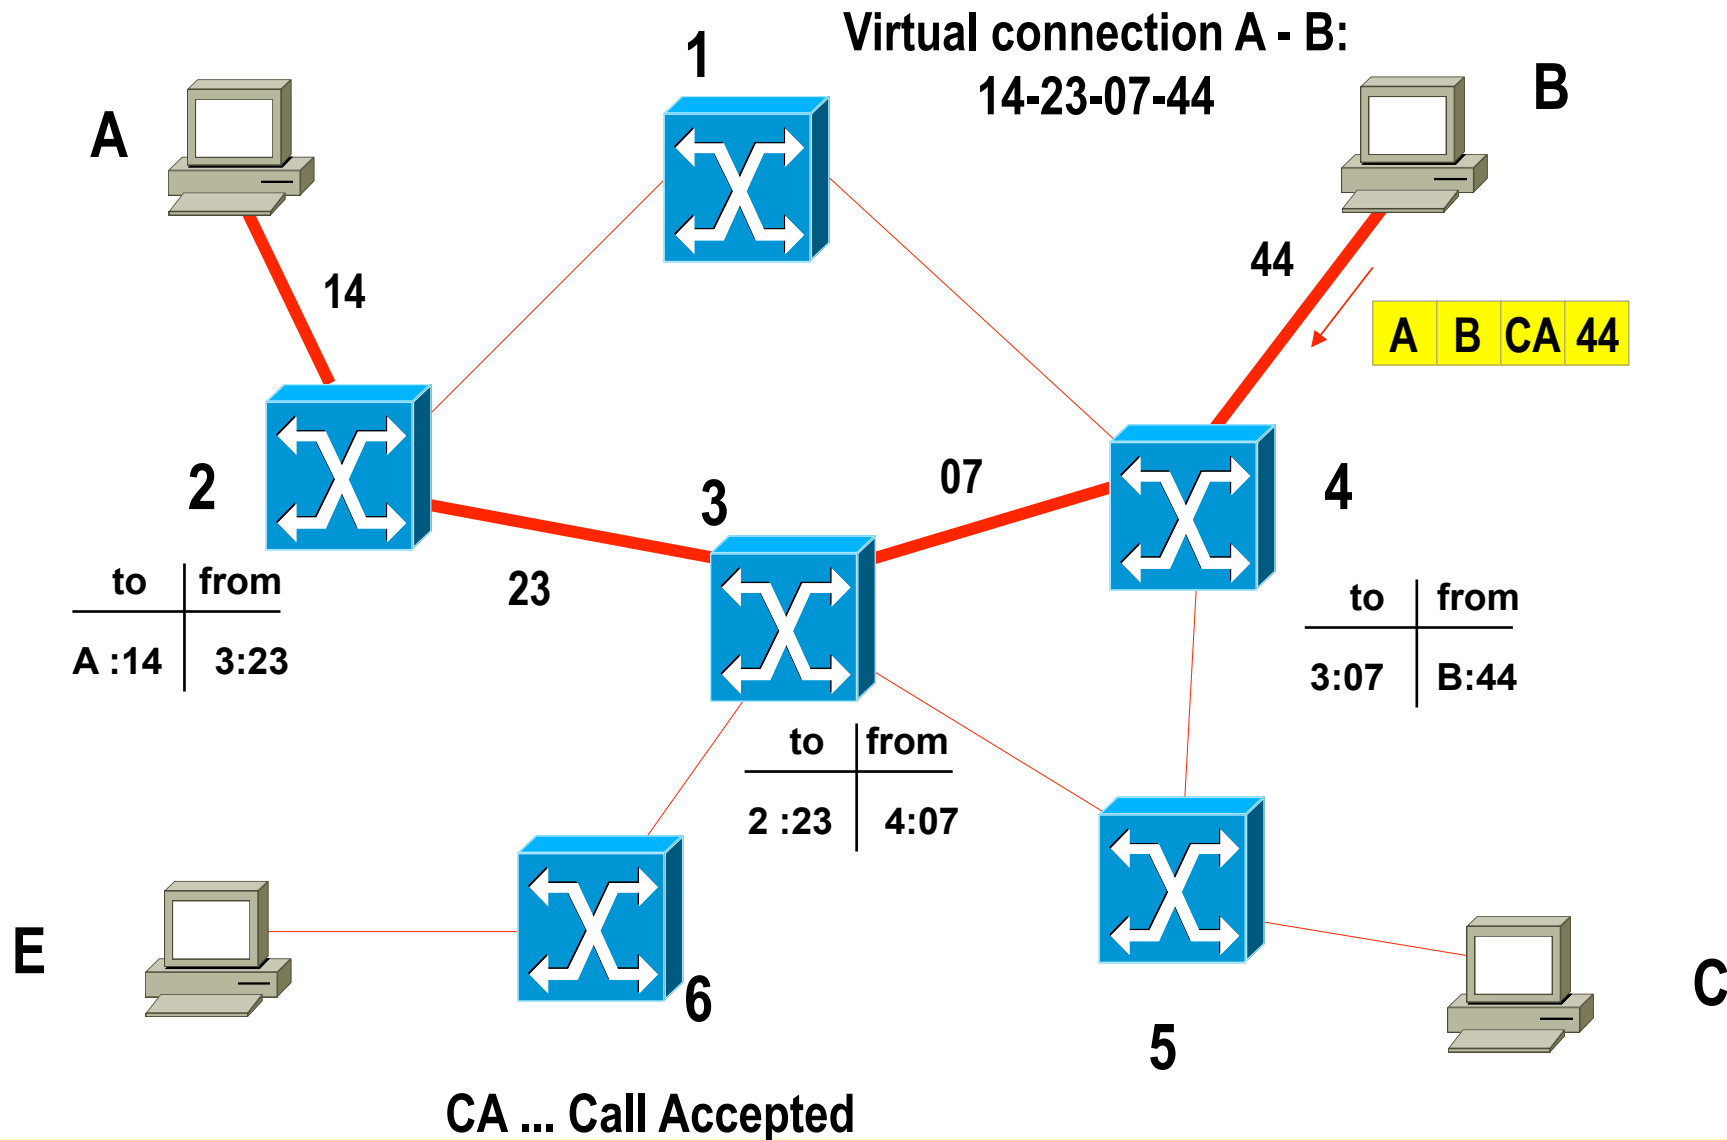 Virtual connection A - B:
14-23-07-44
1
A
B
14
44
A B CA 44
2
3
07
4
23
to from
A :14 3:23
to from
3:07 B:44
to from
2 :23 4:07
E
6
5
C
CA ... Call Accepted